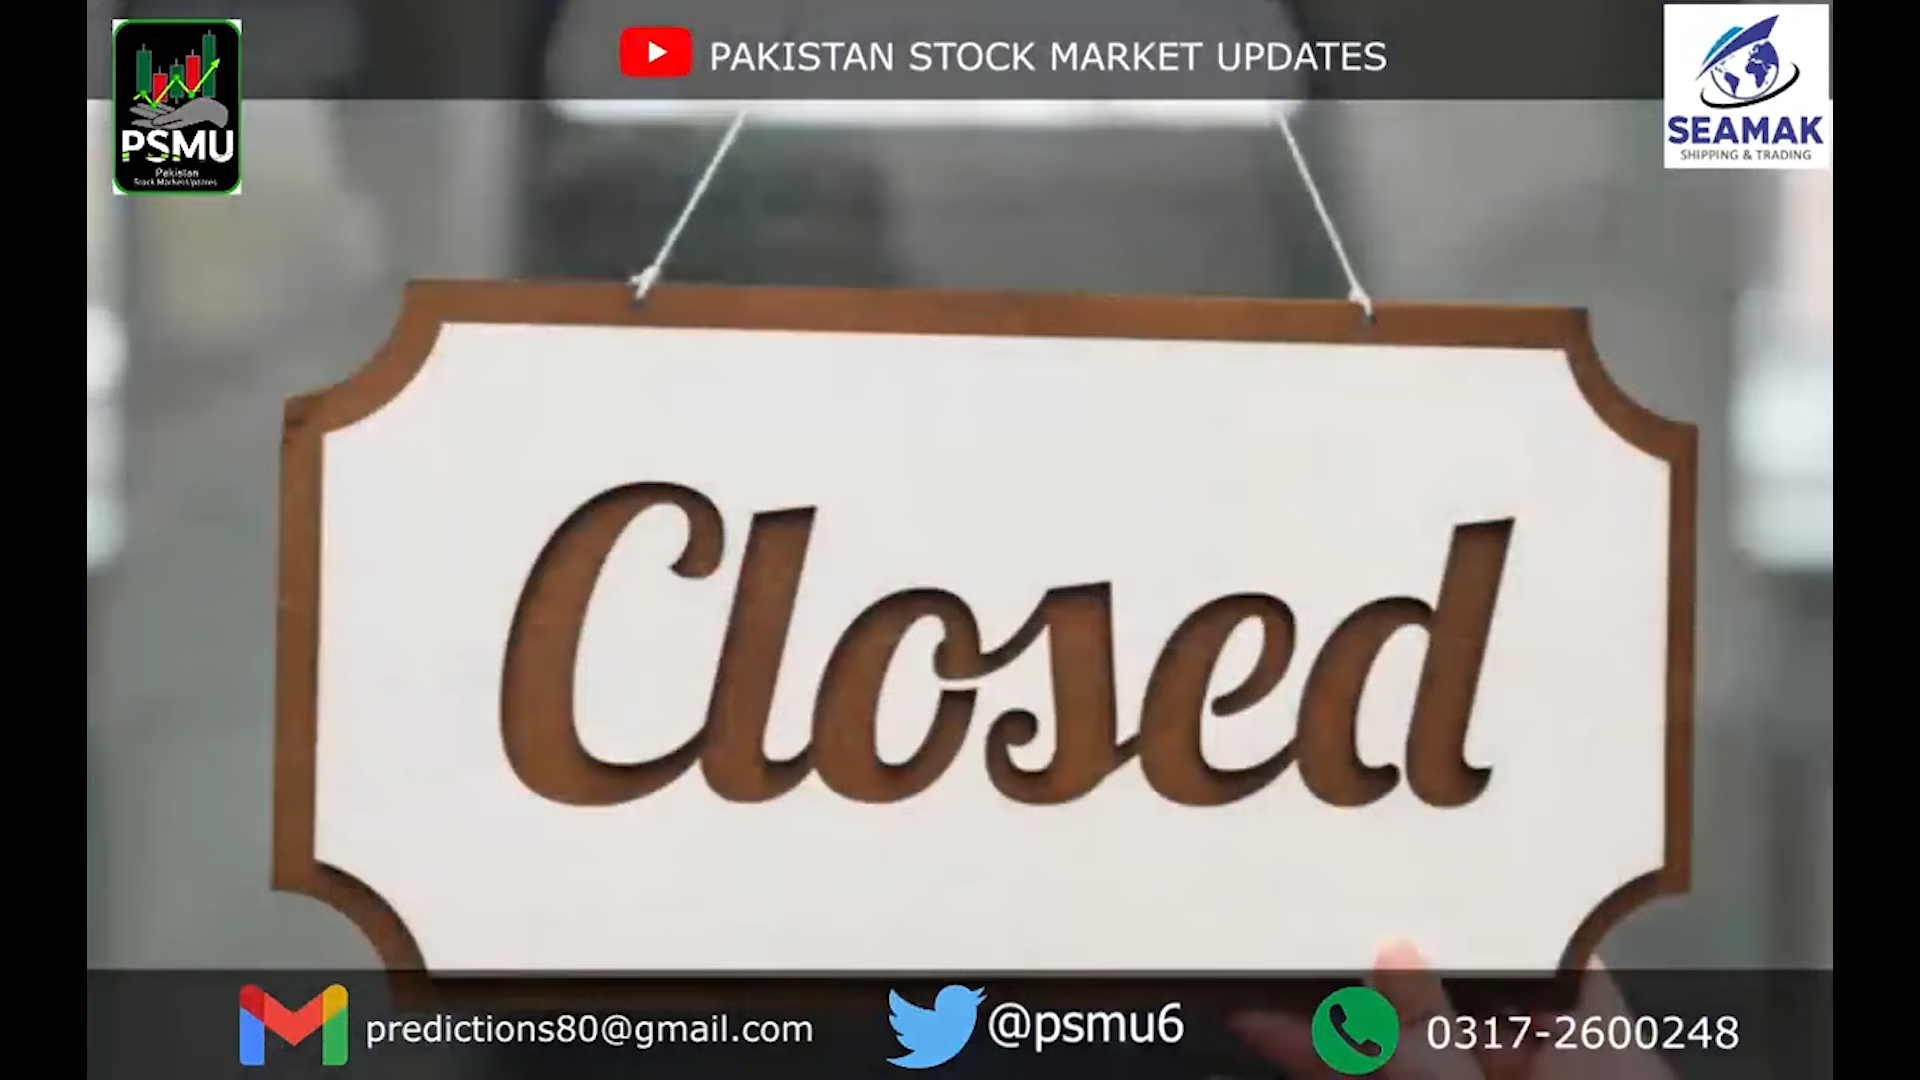 PAKISTAN STOCK MARKET UPDATES
PSMU
Pakistan
Stock Market Updates
SEAMAK
SHIPPING & TRADING
Closed
predictions80@gmail.com
@psmu6
0317-2600248